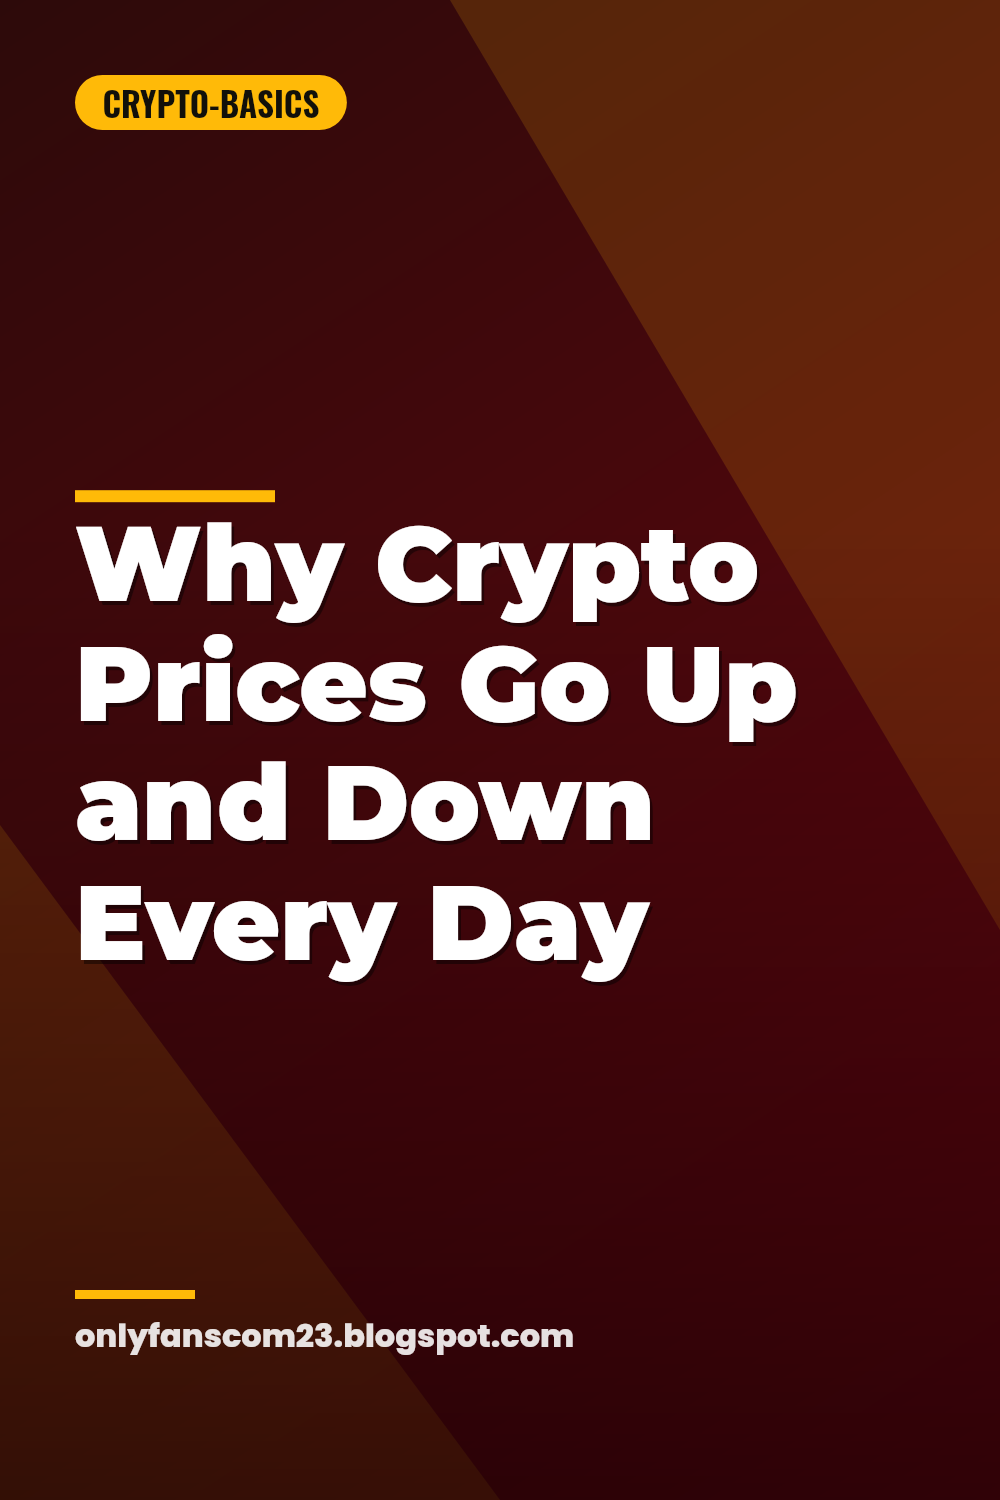 CRYPTO-BASICS
Why Crypto
Prices Go Up
and Down
Every Day
onlyfanscom23.blogspot.com